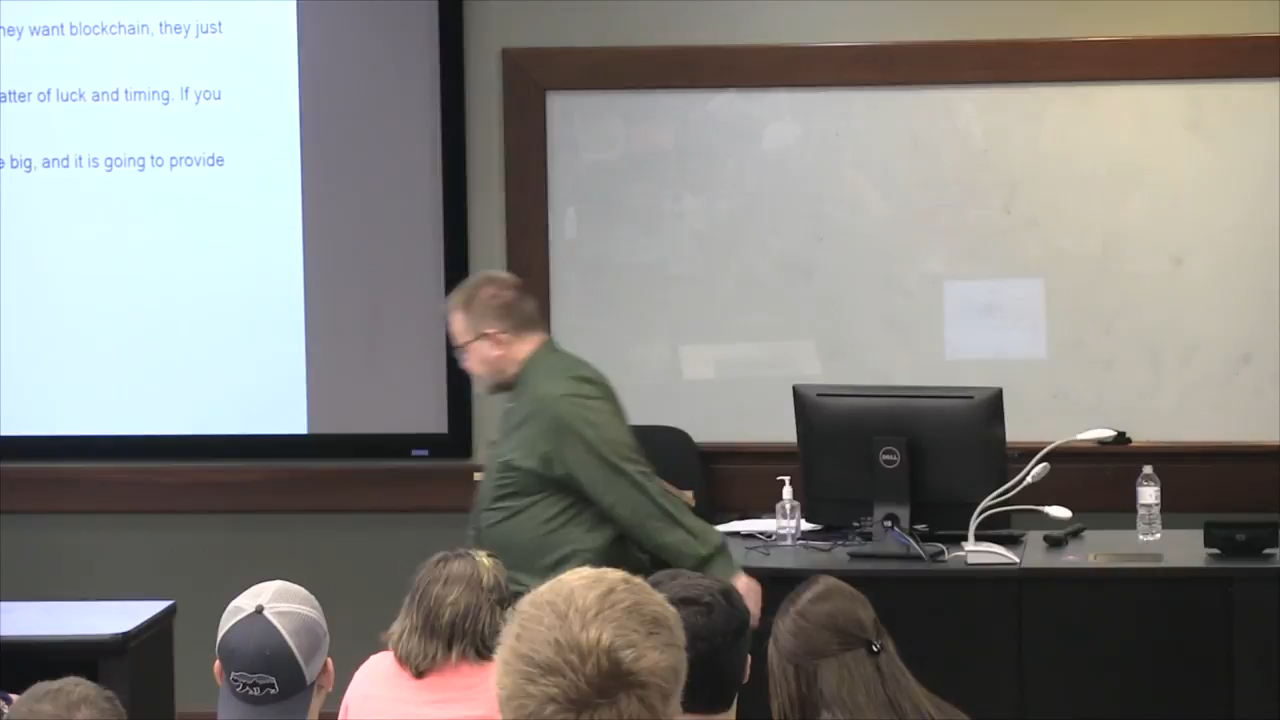 hey want blockchain, they just
atter of luck and timing. If you
e big, and it is going to provide
DELL